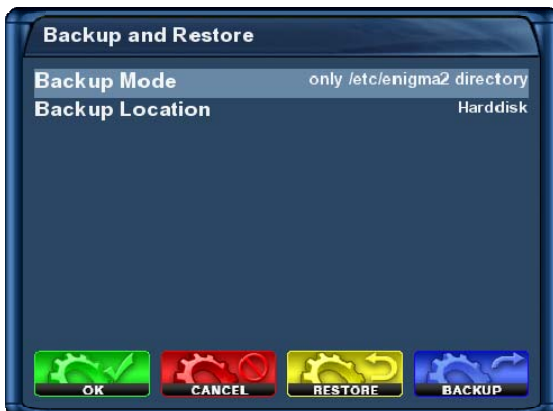 Backup and Restore
Backup Mode only /etc/enigma2 directory
Backup Location Harddisk
OK CANCEL RESTORE BACKUP